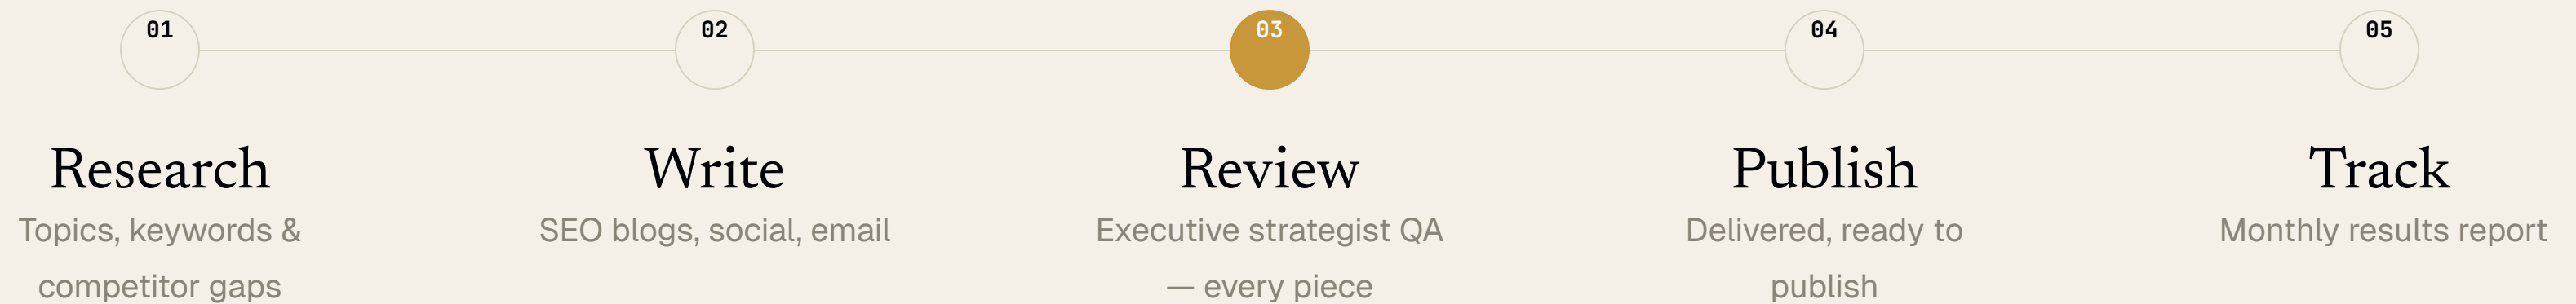 01
02
03
04
05
Research
Write
Review
Publish
Track
Topics, keywords &
competitor gaps
SEO blogs, social, email
Executive strategist QA
— every piece
Delivered, ready to
publish
Monthly results report